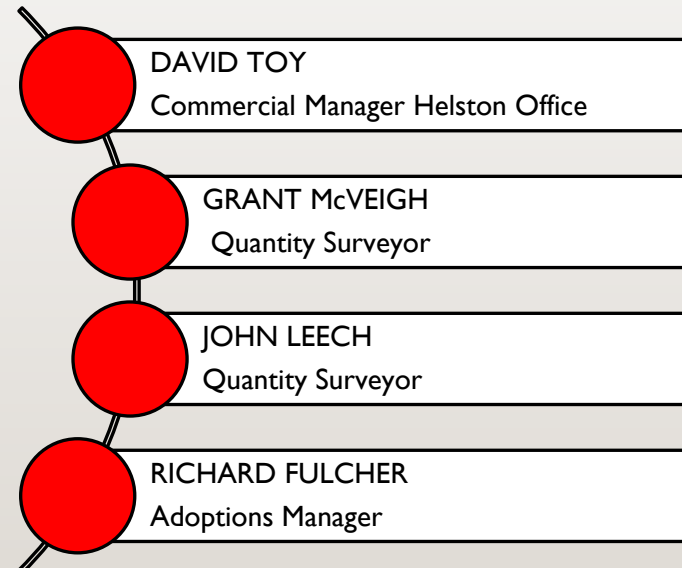 DAVID TOY
Commercial Manager Helston Office
GRANT McVEIGH
Quantity Surveyor
JOHN LEECH
Quantity Surveyor
RICHARD FULCHER
Adoptions Manager